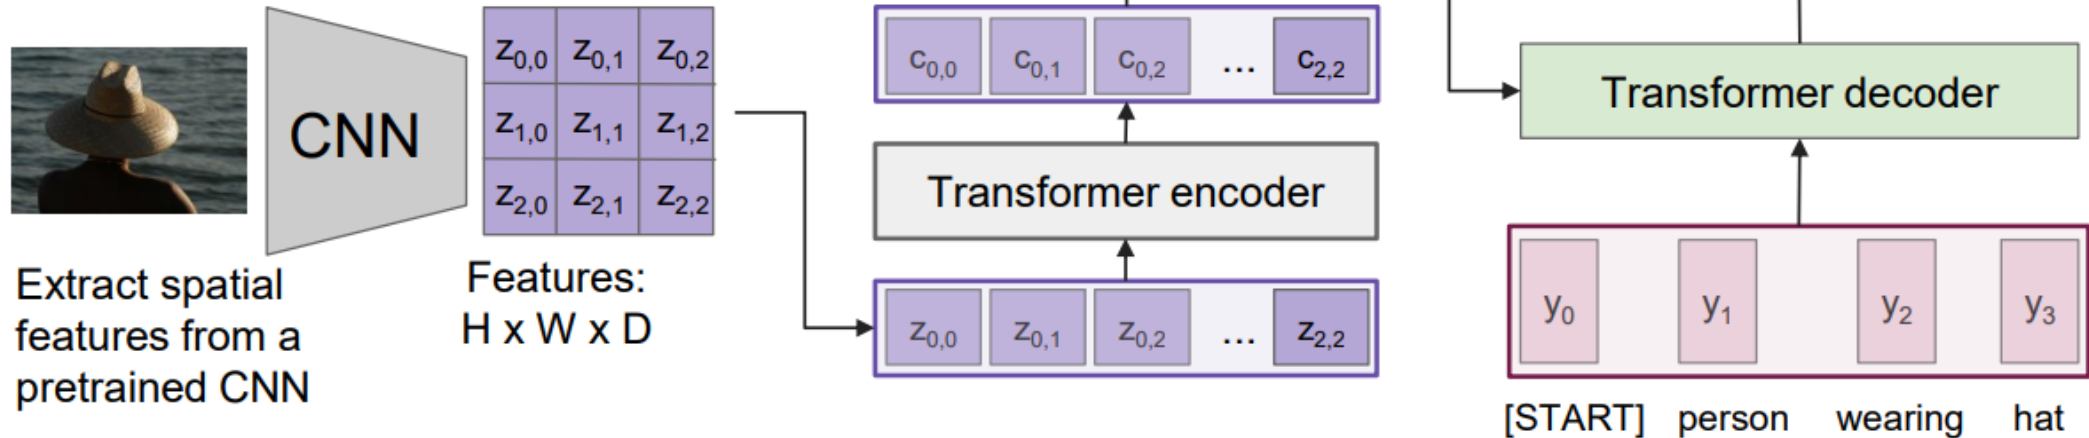 CNN
z0,0 z0,1 z0,2
z1,0 z1,1 z1,2
z2,0 z2,1 z2,2
Extract spatial
features from a
pretrained CNN
Features:
H x W x D
c0,0 c0,1 c0,2 ... c2,2
Transformer encoder
z0,0 z0,1 z0,2 ... z2,2
Transformer decoder
y0 y1 y2 y3
[START] person wearing hat